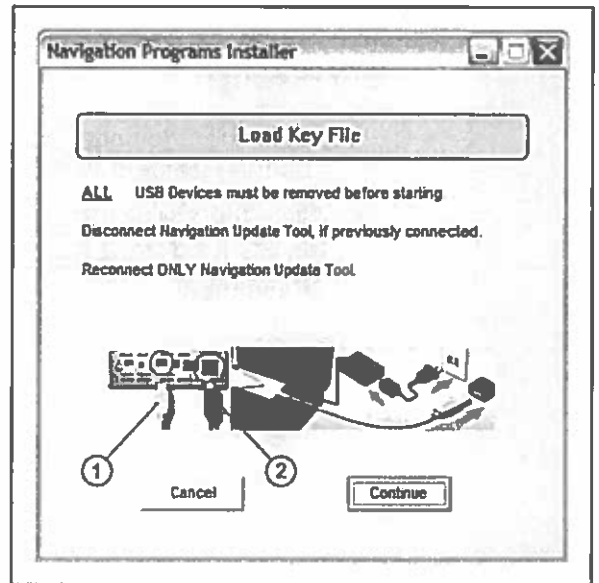 Navigation Programs Installer
Load Key File
ALL USB Devices must be removed before starting
Disconnect Navigation Update Tool, if previously connected.
Reconnect ONLY Navigation Update Tool.
1
2
Cancel
Continue